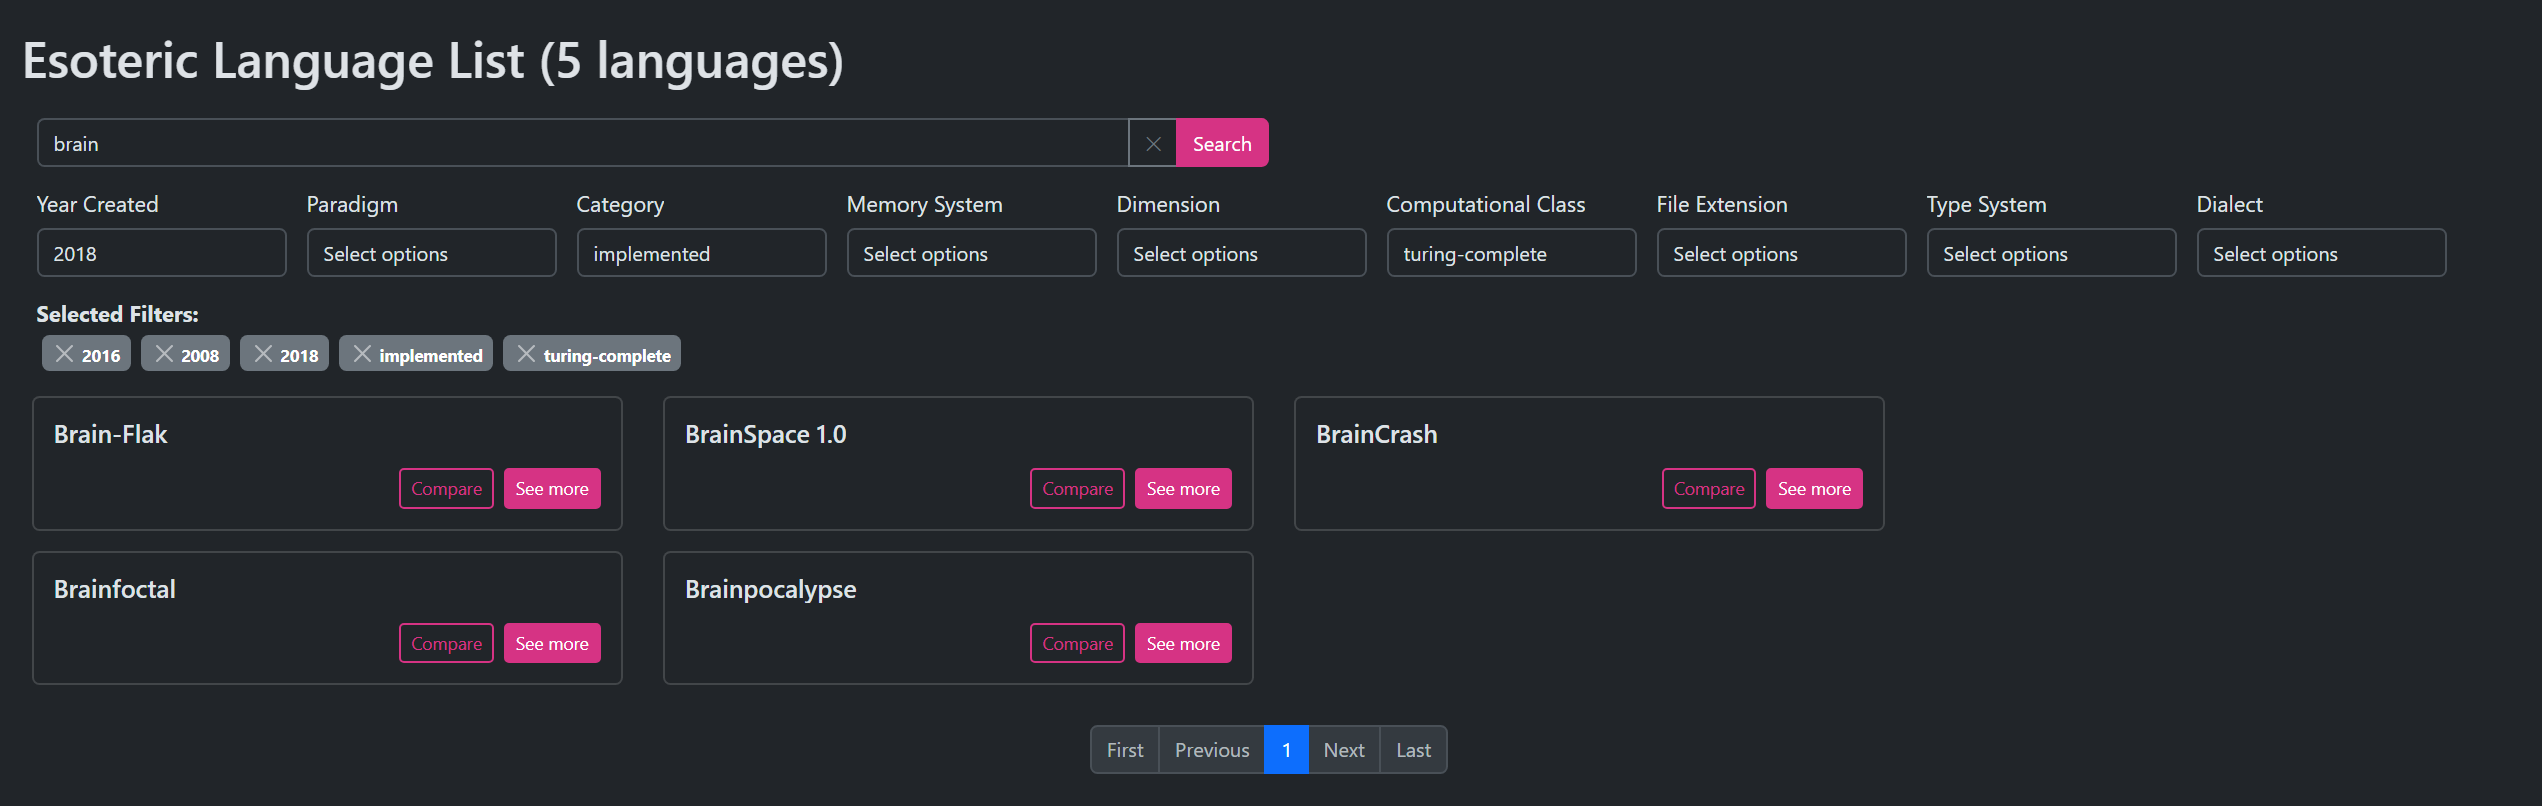 Esoteric Language List (5 languages)
brain
Search
Year Created Paradigm Category Memory System Dimension Computational Class File Extension Type System Dialect
2018 Select options implemented Select options Select options turing-complete Select options Select options Select options
Selected Filters:
2016 2008 2018 implemented turing-complete
Brain-Flak
Compare See more
BrainSpace 1.0
Compare See more
BrainCrash
Compare See more
Brainfoctal
Compare See more
Brainpocalypse
Compare See more
First Previous 1 Next Last